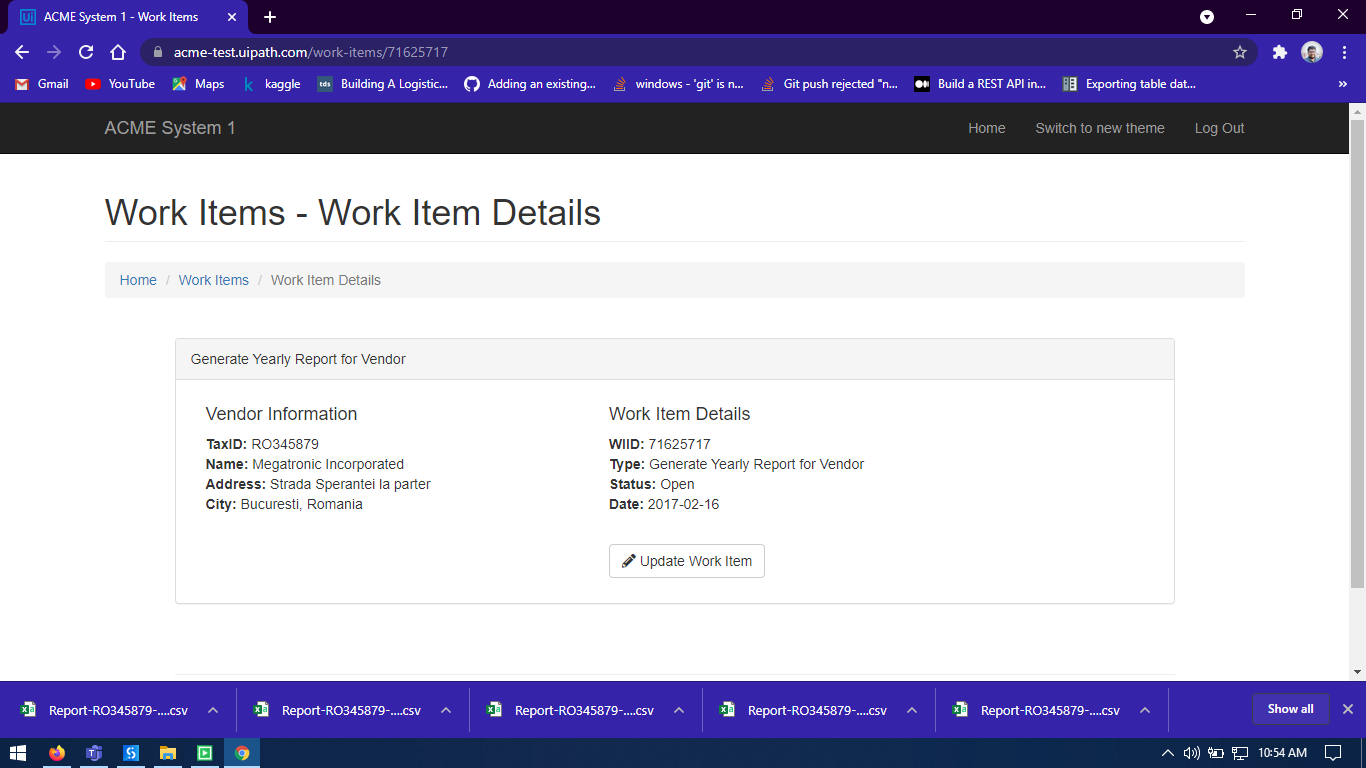 ACME System 1 - Work Items
acme-test.uipath.com/work-items/71625717
Gmail YouTube Maps kaggle tds Building A Logistic... Adding an existing... windows - 'git' is n... Git push rejected "n... Build a REST API in... Exporting table dat... »
ACME System 1 Home Switch to new theme Log Out
Work Items - Work Item Details
Home / Work Items / Work Item Details
Generate Yearly Report for Vendor
Vendor Information
TaxID: RO345879
Name: Megatronic Incorporated
Address: Strada Sperantei la parter
City: Bucuresti, Romania
Work Item Details
WIID: 71625717
Type: Generate Yearly Report for Vendor
Status: Open
Date: 2017-02-16
Update Work Item
Report-RO345879-....csv Report-RO345879-....csv Report-RO345879-....csv Report-RO345879-....csv Report-RO345879-....csv Show all
10:54 AM